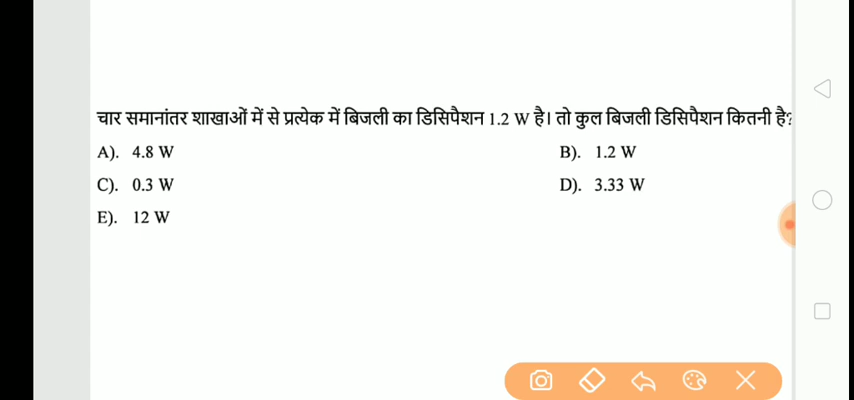 चार समानांतर शाखाओं में से प्रत्येक में बिजली का डिसिपैशन 1.2 W है। तो कुल बिजली डिसिपैशन कितनी है?
A). 4.8 W B). 1.2 W
C). 0.3 W D). 3.33 W
E). 12 W